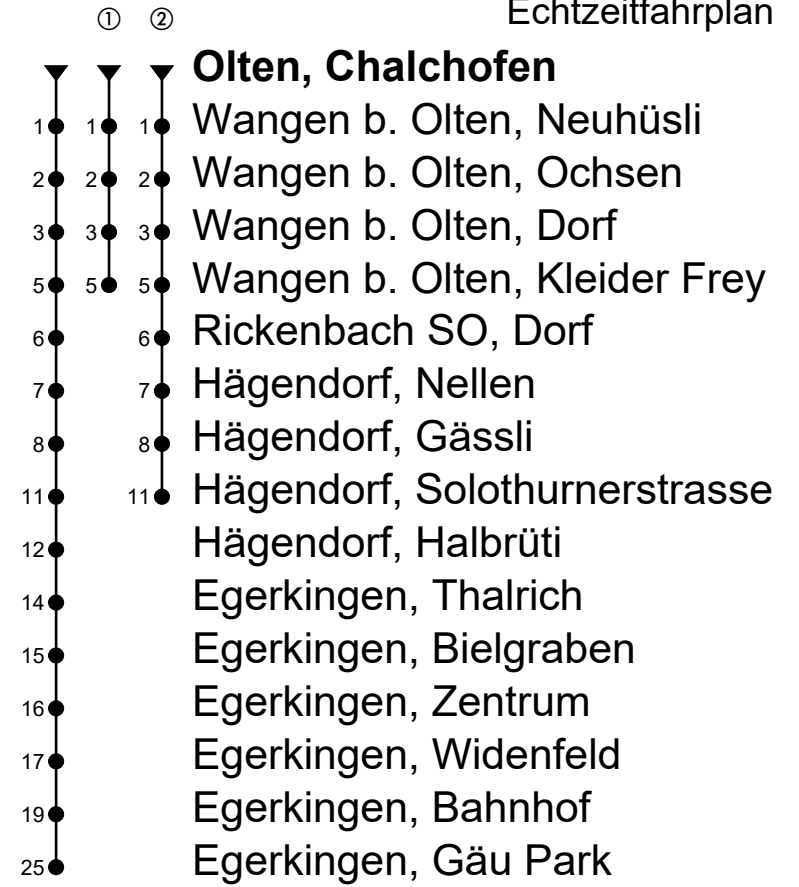 Echtzeitfahrplan
① ②
Olten, Chalchofen
1 1 1 Wangen b. Olten, Neuhüsli
2 2 2 Wangen b. Olten, Ochsen
3 3 3 Wangen b. Olten, Dorf
5 5 5 Wangen b. Olten, Kleider Frey
6 6 Rickenbach SO, Dorf
7 7 Hägendorf, Nellen
8 8 Hägendorf, Gässli
11 11 Hägendorf, Solothurnerstrasse
12 Hägendorf, Halbrüti
14 Egerkingen, Thalrich
15 Egerkingen, Bielgraben
16 Egerkingen, Zentrum
17 Egerkingen, Widenfeld
19 Egerkingen, Bahnhof
25 Egerkingen, Gäu Park